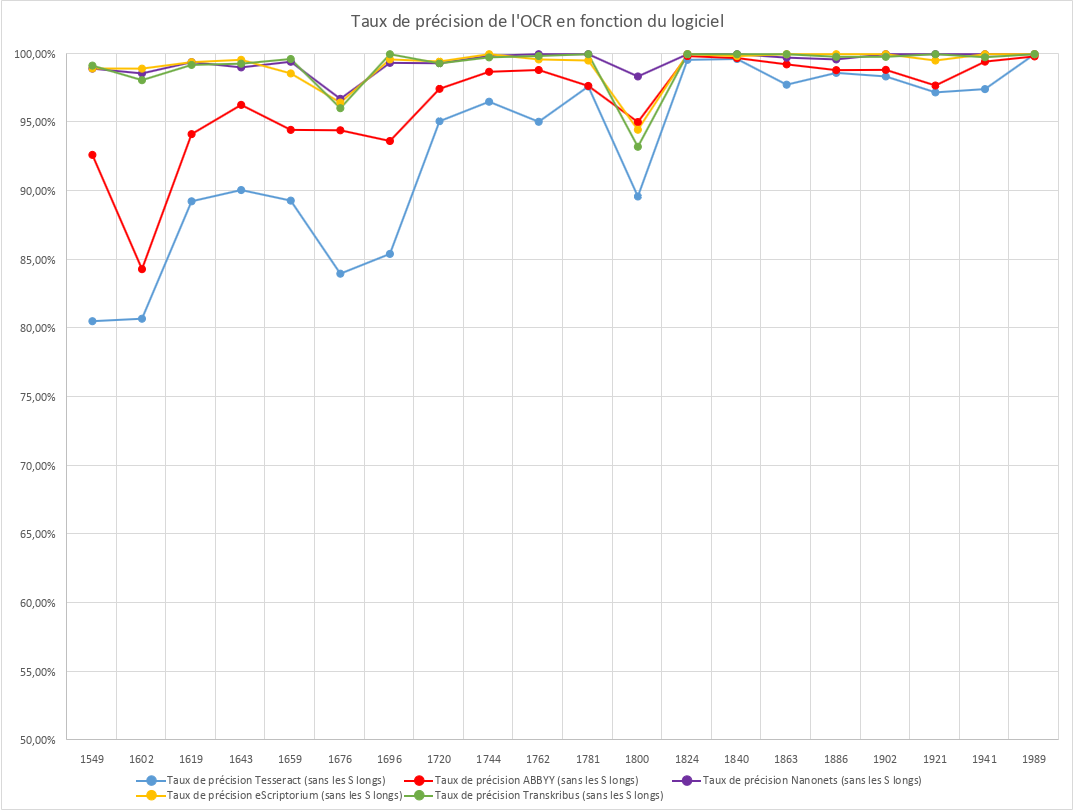 Taux de précision de l'OCR en fonction du logiciel
100,00%
95,00%
90,00%
85,00%
80,00%
75,00%
70,00%
65,00%
60,00%
55,00%
50,00%
1549 1602 1619 1643 1659 1676 1696 1720 1744 1762 1781 1800 1824 1840 1863 1886 1902 1921 1941 1989
Taux de précision Tesseract (sans les S longs) Taux de précision ABBYY (sans les S longs) Taux de précision Nanonets (sans les S longs)
Taux de précision eScriptorium (sans les S longs) Taux de précision Transkribus (sans les S longs)